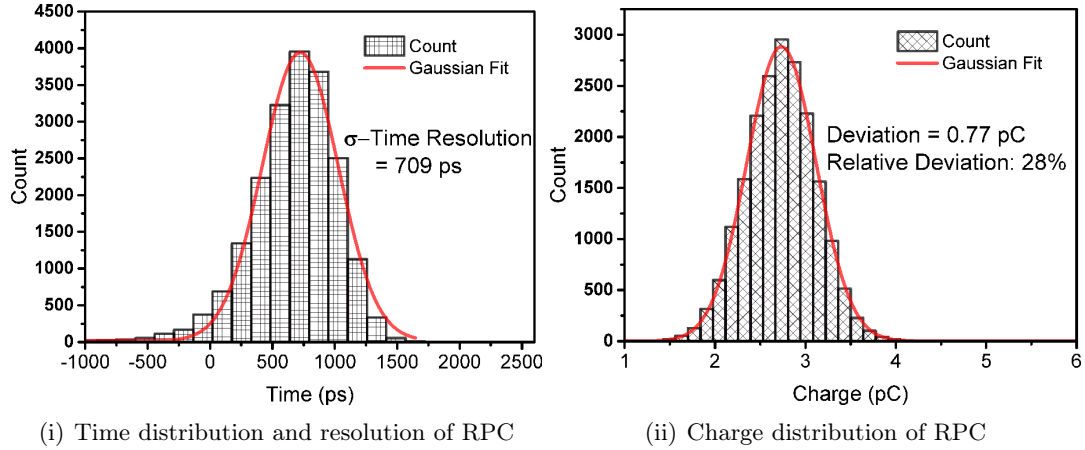 4500
4000
3500
3000
2500
2000
1500
1000
500
0
Count
-1000
-500
0
500
1000
1500
2000
2500
Time (ps)
Count
Gaussian Fit
σ–Time Resolution
= 709 ps
(i) Time distribution and resolution of RPC
3000
2500
2000
1500
1000
500
0
Count
1
2
3
4
5
6
Charge (pC)
Count
Gaussian Fit
Deviation = 0.77 pC
Relative Deviation: 28%
(ii) Charge distribution of RPC